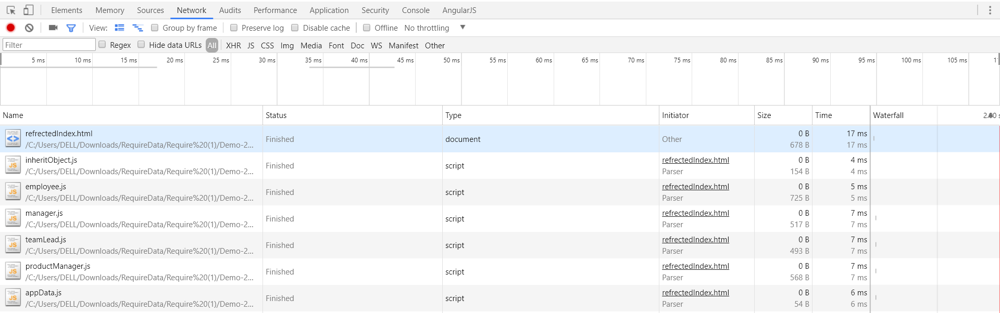 Elements Memory Sources Network Audits Performance Application Security Console AngularJS
View: Group by frame Preserve log Disable cache Offline No throttling
Filter Regex Hide data URLs All XHR JS CSS Img Media Font Doc WS Manifest Other
5 ms 10 ms 15 ms 20 ms 25 ms 30 ms 35 ms 40 ms 45 ms 50 ms 55 ms 60 ms 65 ms 70 ms 75 ms 80 ms 85 ms 90 ms 95 ms 100 ms 105 ms
Name Status Type Initiator Size Time Waterfall
refrectedIndex.html Finished document Other 0 B 17 ms
/C:/Users/DELL/Downloads/RequireData/Require%20(1)/Demo-2... 678 B 17 ms
inheritObject.js Finished script refrectedIndex.html 0 B 4 ms
/C:/Users/DELL/Downloads/RequireData/Require%20(1)/Demo-2... Parser 154 B 4 ms
employee.js Finished script refrectedIndex.html 0 B 5 ms
/C:/Users/DELL/Downloads/RequireData/Require%20(1)/Demo-2... Parser 725 B 5 ms
manager.js Finished script refrectedIndex.html 0 B 7 ms
/C:/Users/DELL/Downloads/RequireData/Require%20(1)/Demo-2... Parser 517 B 7 ms
teamLead.js Finished script refrectedIndex.html 0 B 7 ms
/C:/Users/DELL/Downloads/RequireData/Require%20(1)/Demo-2... Parser 493 B 7 ms
productManager.js Finished script refrectedIndex.html 0 B 7 ms
/C:/Users/DELL/Downloads/RequireData/Require%20(1)/Demo-2... Parser 568 B 7 ms
appData.js Finished script refrectedIndex.html 0 B 6 ms
/C:/Users/DELL/Downloads/RequireData/Require%20(1)/Demo-2... Parser 54 B 6 ms